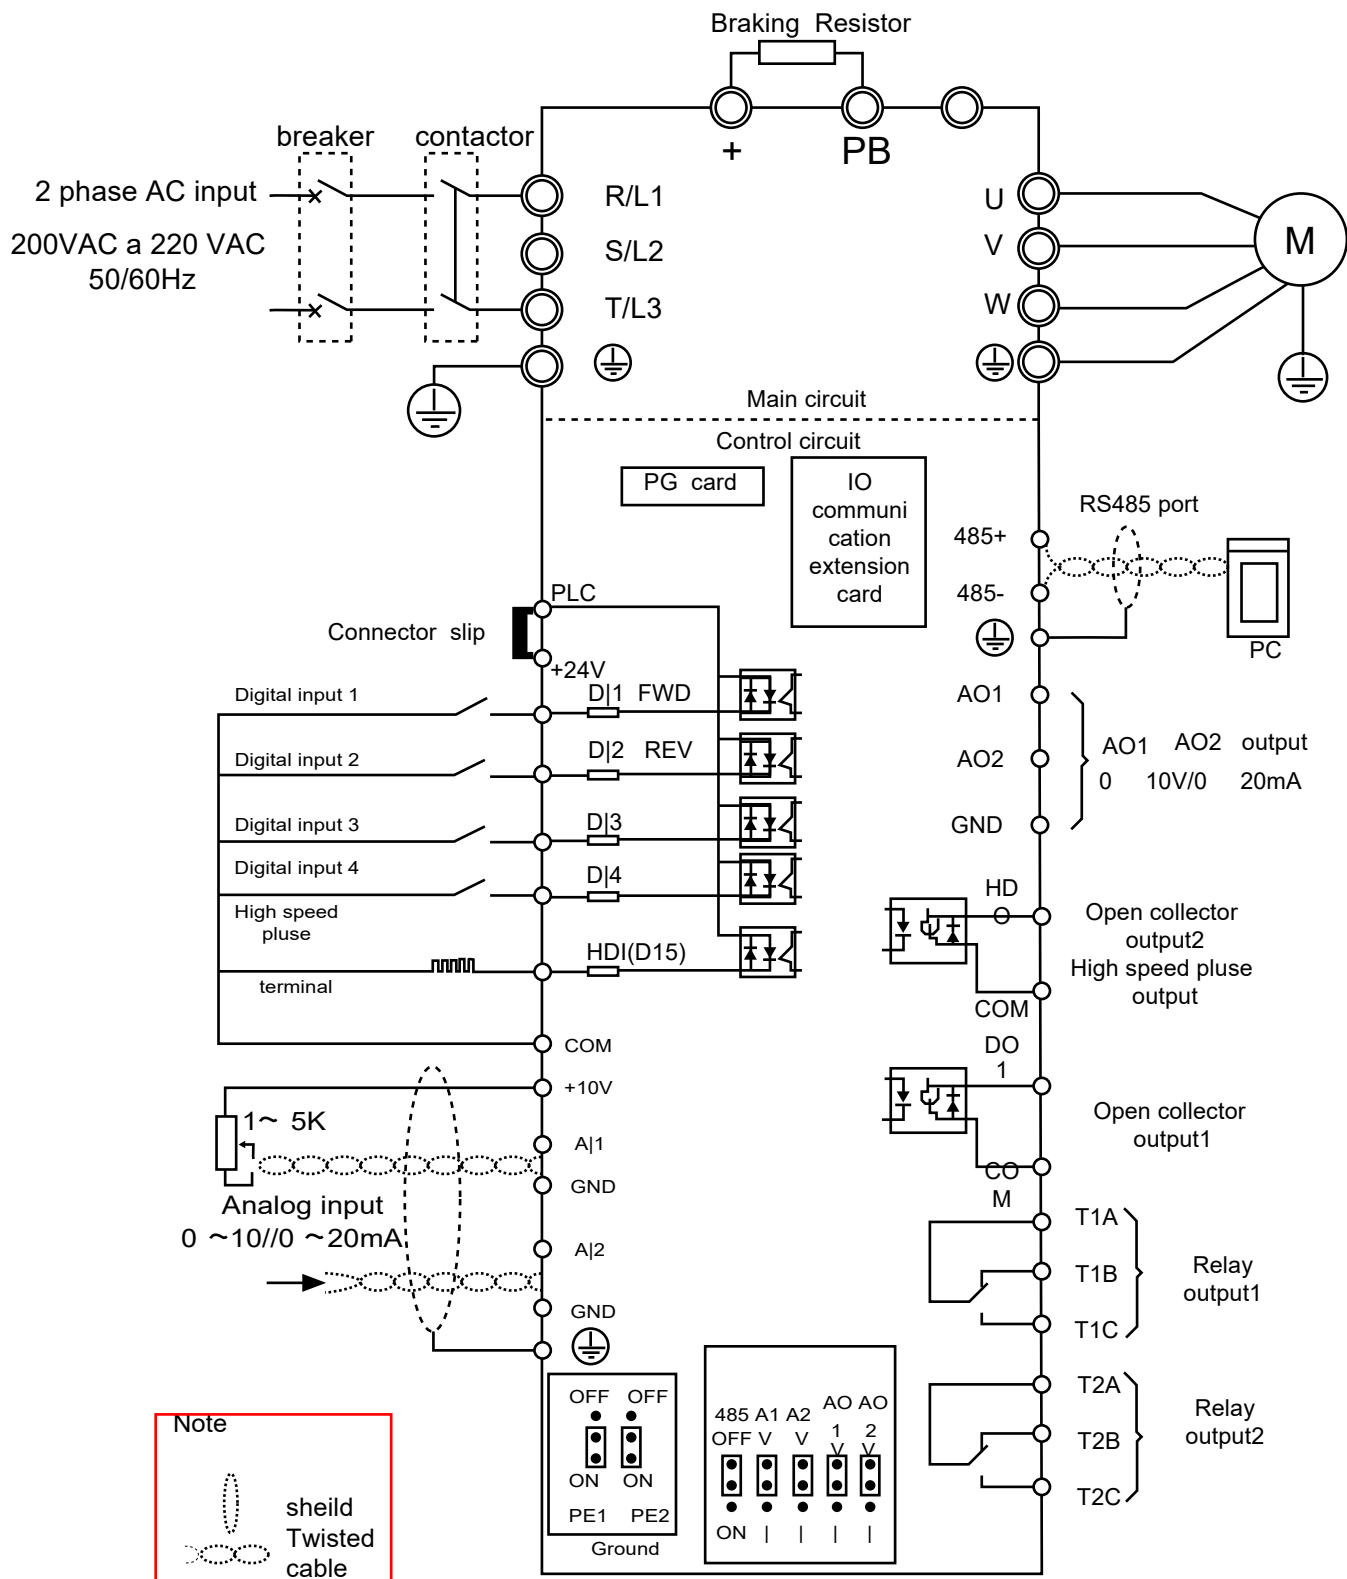 Braking Resistor
breaker
contactor
+
PB
2 phase AC input
200VAC a 220 VAC
50/60Hz
R/L1
S/L2
T/L3
U
V
W
M
Main circuit
Control circuit
PG card
IO
communi
cation
extension
card
RS485 port
485+
485-
PC
PLC
Connector slip
+24V
Digital input 1
D|1 FWD
Digital input 2
D|2 REV
Digital input 3
D|3
Digital input 4
D|4
High speed
pluse
terminal
HDI(D15)
COM
+10V
1~ 5K
A|1
GND
Analog input
0 ~10//0 ~20mA
A|2
GND
AO1
AO2
GND
AO1 AO2 output
0 10V/0 20mA
HD
O
COM
Open collector
output2
High speed pluse
output
DO
1
CO
M
Open collector
output1
T1A
T1B
T1C
Relay
output1
T2A
T2B
T2C
Relay
output2
OFF OFF
ON ON
PE1 PE2
Ground
485 A1 A2 AO AO
1 2
OFF V V V V
ON | | | |
Note
sheild
Twisted
cable